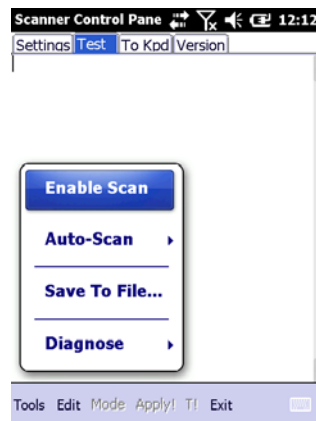 Scanner Control Pane 12:12
Settings Test To Kpd Version
Enable Scan
Auto-Scan
Save To File...
Diagnose
Tools Edit Mode Apply! T! Exit